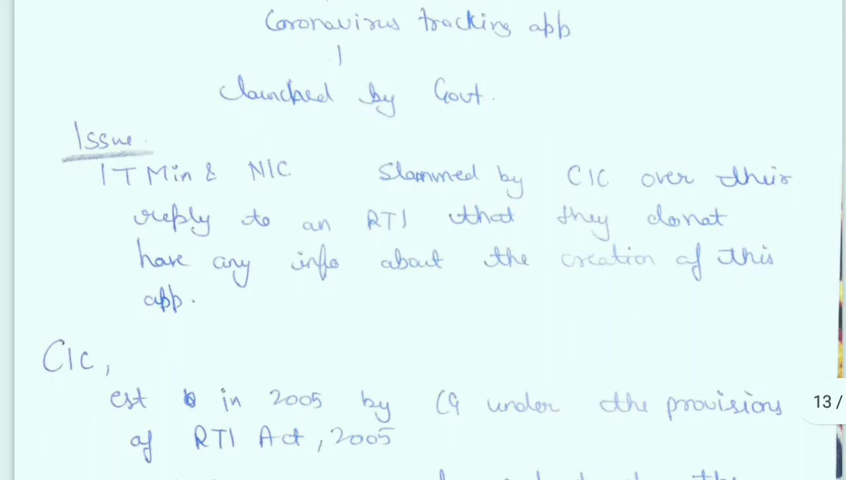 Coronavirus tracking app
launched by Govt.
Issue.
IT Min & NIC slammed by CIC over their
reply to an RTI that they donot
have any info about the creation of this
app.
CIC,
est in 2005 by CG under the provisions
of RTI Act, 2005
13 /
the